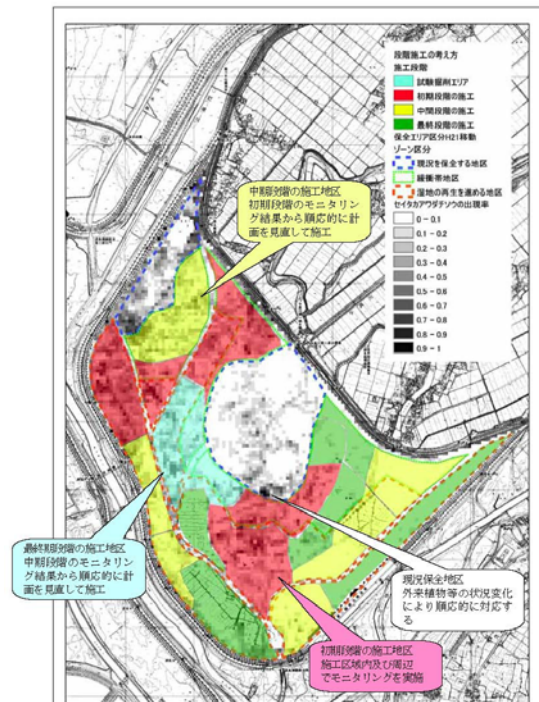 段階施工の考え方
施工段階
試験掘削エリア
初期段階の施工
中間段階の施工
最終段階の施工
保全エリア区分H21移動
ゾーン区分
現況を保全する地区
緩衝帯地区
湿地の再生を進める地区
セイタカアワダチソウの出現率
0 - 0.1
0.1 - 0.2
0.2 - 0.3
0.3 - 0.4
0.4 - 0.5
0.5 - 0.6
0.6 - 0.7
0.7 - 0.8
0.8 - 0.9
0.9 - 1
中期段階の施工地区
初期段階のモニタリング
結果から順応的に計
画を見直して施工
最終期段階の施工地区
中期段階のモニタリン
グ結果から順応的に計
画を見直して施工
現況保全地区
外来植物等の状況変化
により順応的に対応す
る
初期段階の施工地区
施工区域内及び周辺
でモニタリングを実施